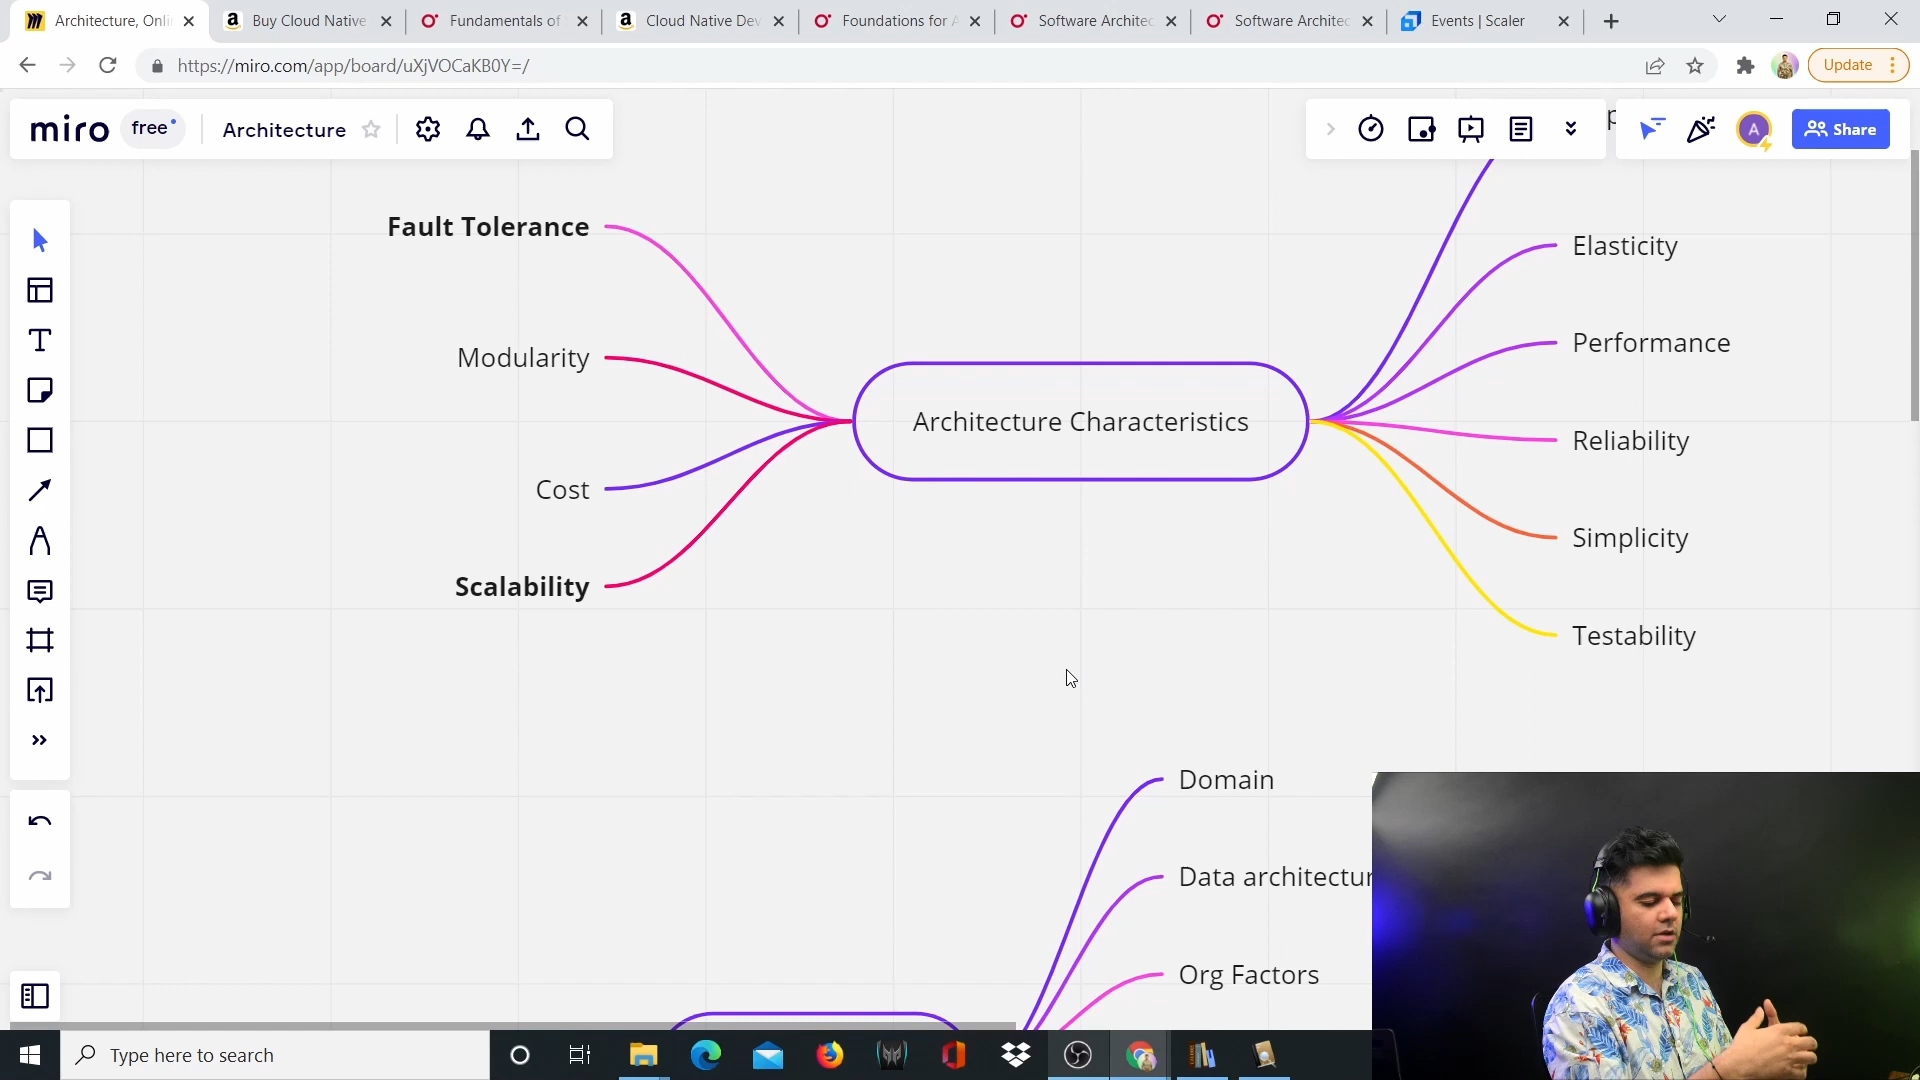 Architecture, Onli
Buy Cloud Native
Fundamentals of
Cloud Native Dev
Foundations for A
Software Architec
Software Architec
Events | Scaler
https://miro.com/app/board/uXjVOCaKB0Y=/
Update
miro
free
Architecture
A
Share
Fault Tolerance
Modularity
Cost
Scalability
Architecture Characteristics
Elasticity
Performance
Reliability
Simplicity
Testability
Domain
Data architectur
Org Factors
Type here to search